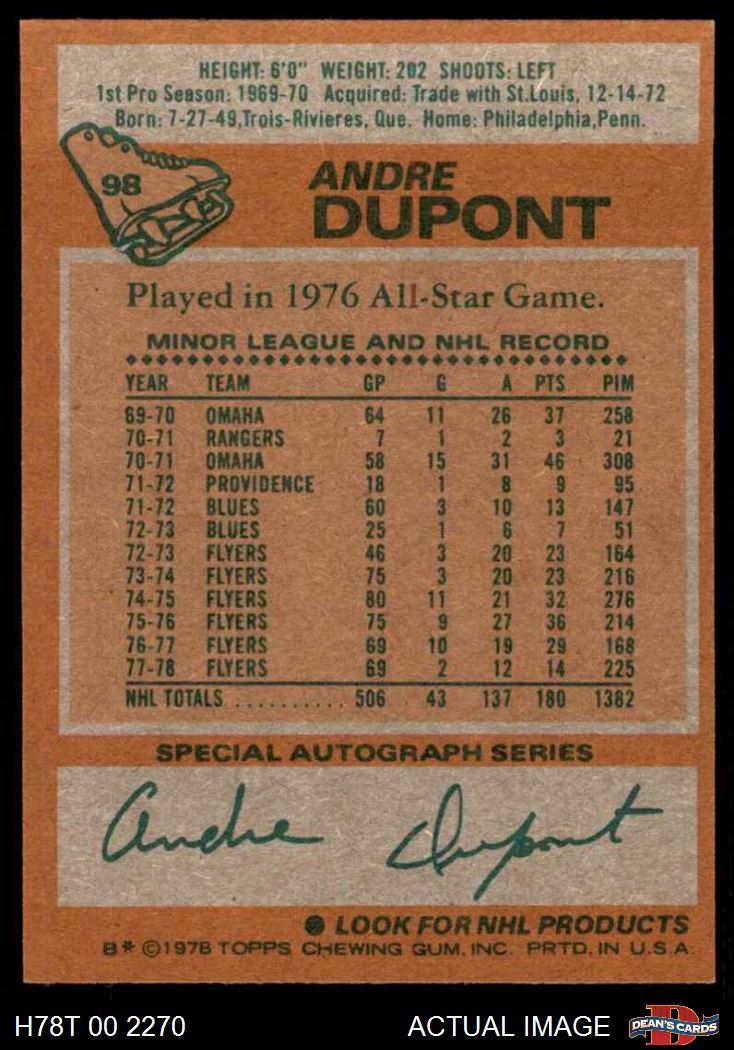 HEIGHT: 6'0" WEIGHT: 202 SHOOTS: LEFT
1st Pro Season: 1969-70 Acquired: Trade with St.Louis, 12-14-72
Born: 7-27-49, Trois-Rivieres, Que. Home: Philadelphia, Penn.
98
ANDRE
DUPONT
Played in 1976 All-Star Game.
MINOR LEAGUE AND NHL RECORD
YEAR TEAM GP G A PTS PIM
69-70 OMAHA 64 11 26 37 258
70-71 RANGERS 7 1 2 3 21
70-71 OMAHA 58 15 31 46 308
71-72 PROVIDENCE 18 1 8 9 95
71-72 BLUES 60 3 10 13 147
72-73 BLUES 25 1 6 7 51
72-73 FLYERS 46 3 20 23 164
73-74 FLYERS 75 3 20 23 216
74-75 FLYERS 80 11 21 32 276
75-76 FLYERS 75 9 27 36 214
76-77 FLYERS 69 10 19 29 168
77-78 FLYERS 69 2 12 14 225
NHL TOTALS .......... 506 43 137 180 1382
SPECIAL AUTOGRAPH SERIES
Andre Dupont
LOOK FOR NHL PRODUCTS
B* ©1978 TOPPS CHEWING GUM, INC. PRTD. IN U.S.A.
H78T 00 2270 ACTUAL IMAGE DEAN'S CARDS